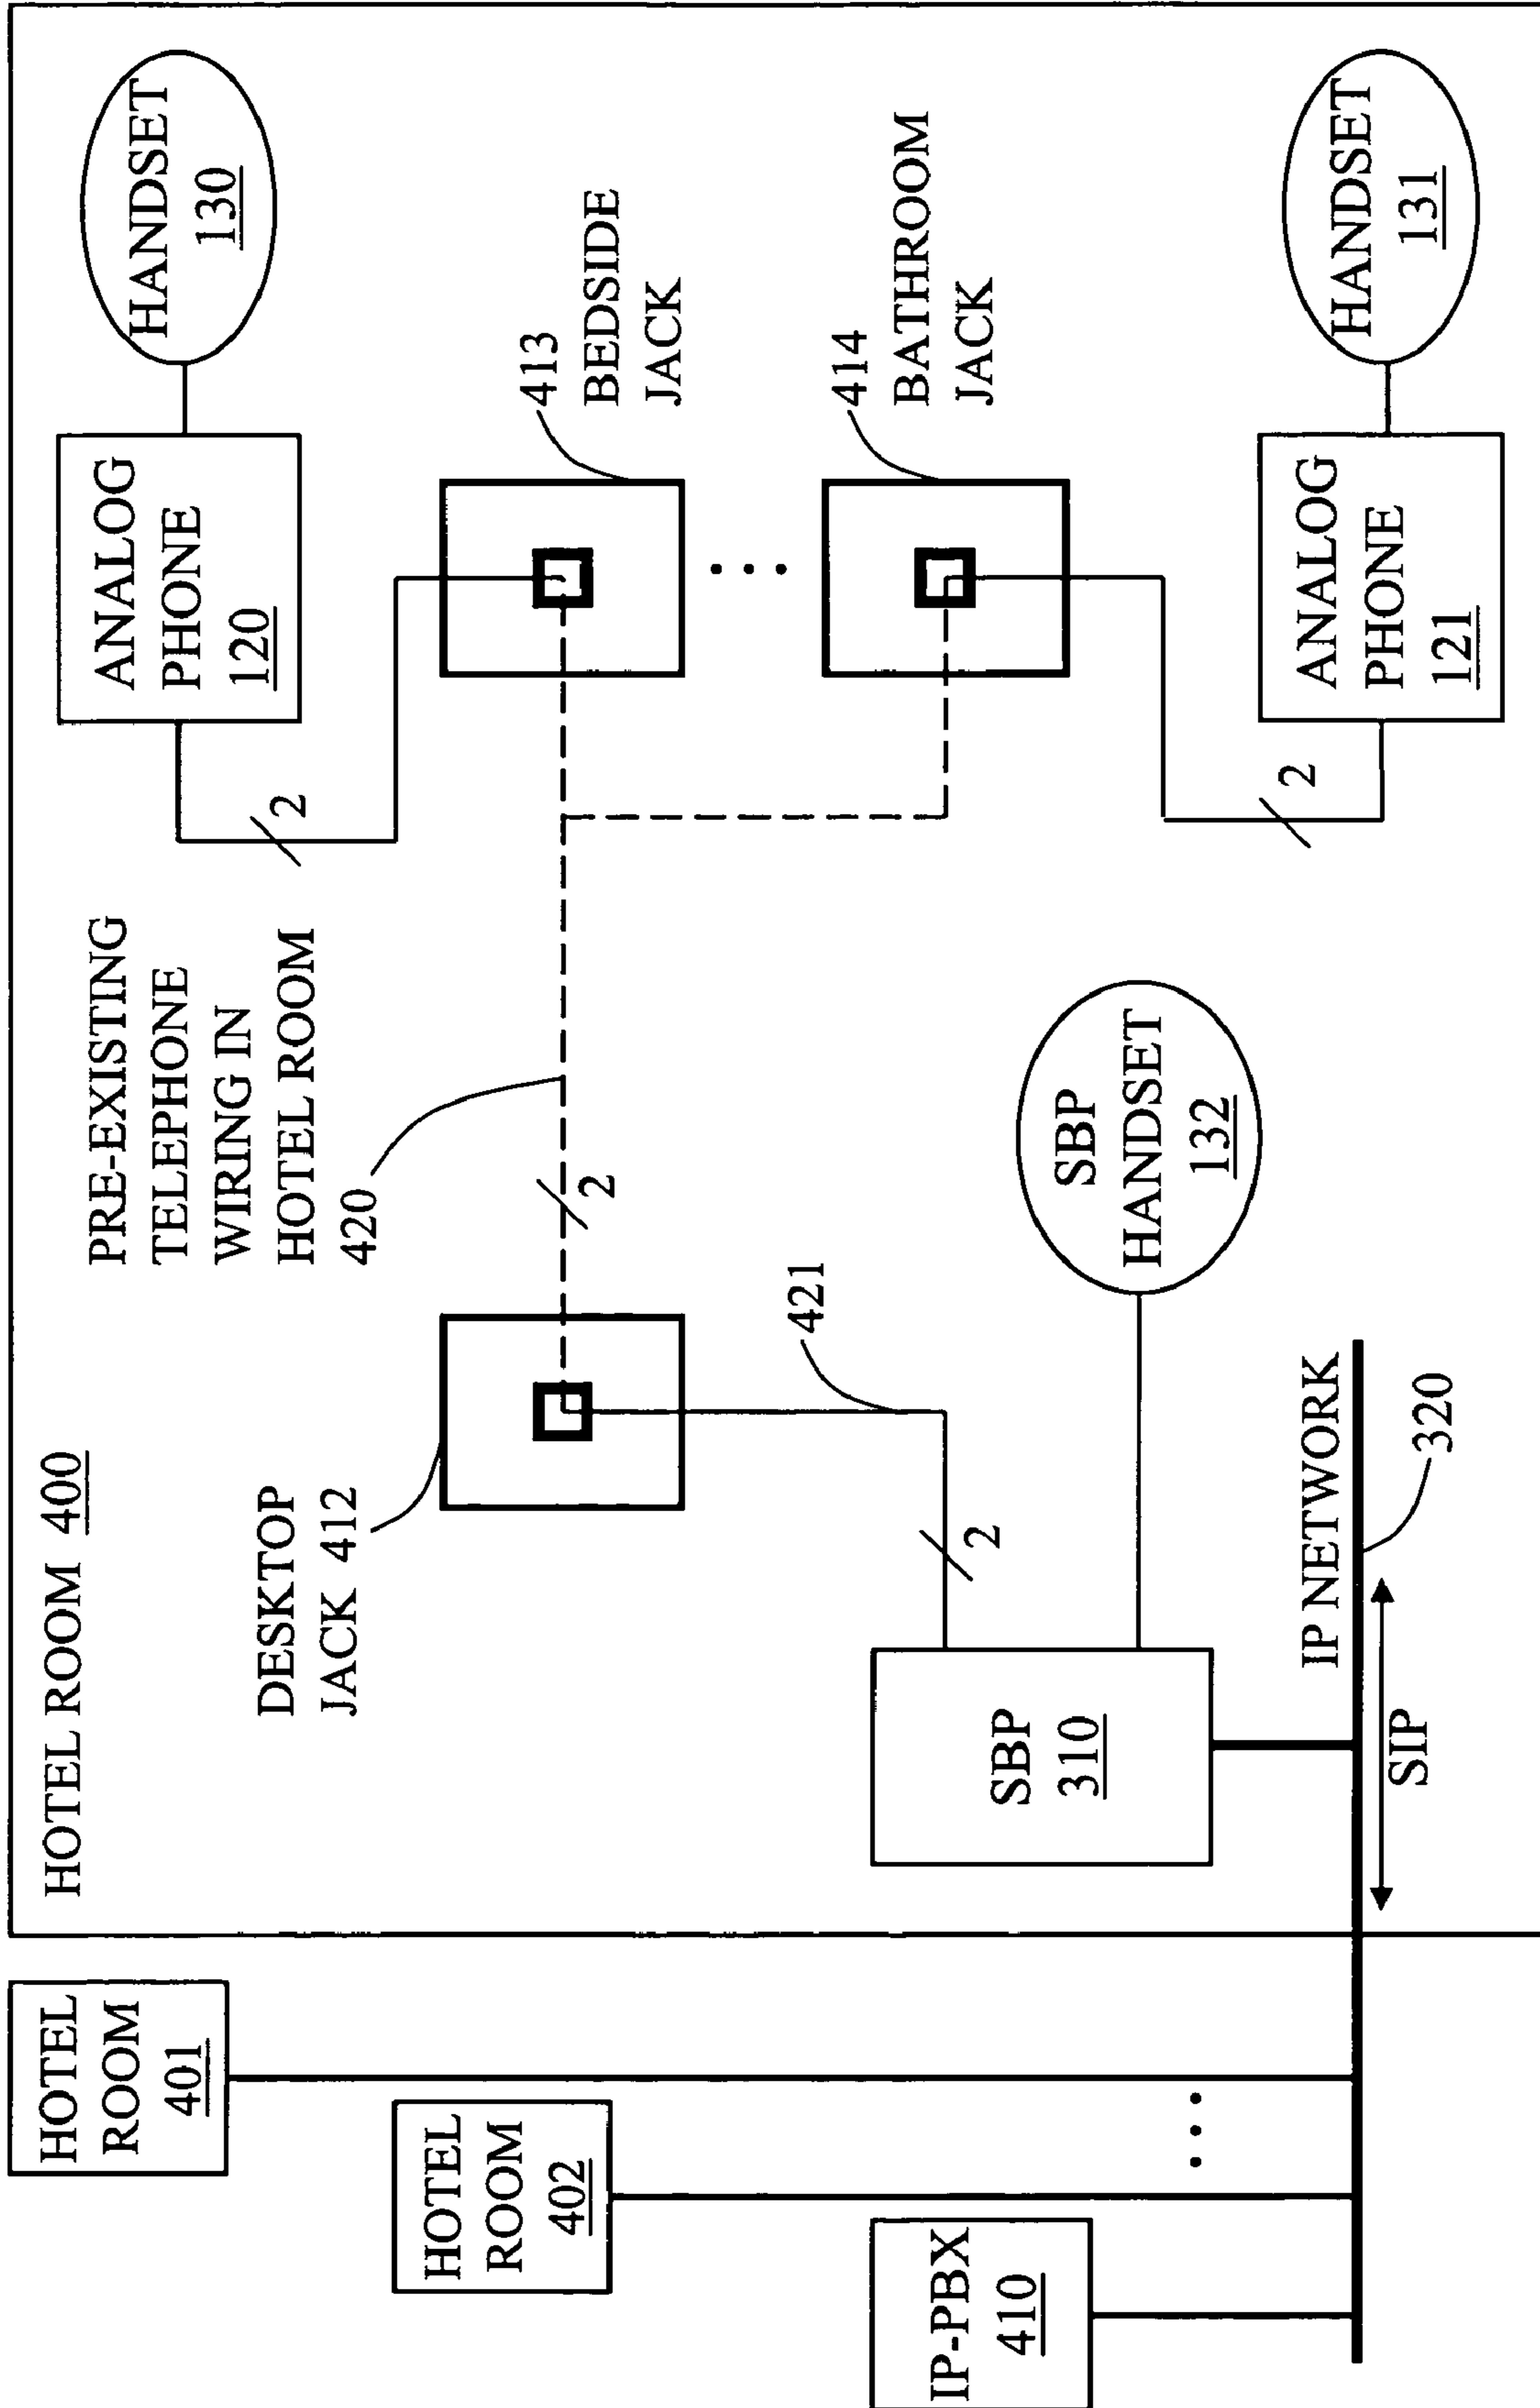 HOTEL ROOM 400
HOTEL
ROOM
401
HOTEL
ROOM
402
IP-PBX
410
DESKTOP
JACK 412
PRE-EXISTING
TELEPHONE
WIRING IN
HOTEL ROOM
420
2
421
2
SBP
310
SBP
HANDSET
132
IP NETWORK
320
SIP
ANALOG
PHONE
120
HANDSET
130
2
413
BEDSIDE
JACK
414
BATHROOM
JACK
2
ANALOG
PHONE
121
HANDSET
131